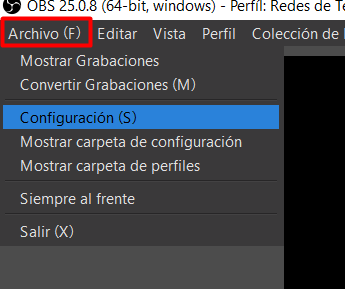 OBS 25.0.8 (64-bit, windows) - Perfil: Redes de Te
Archivo (F) Editar Vista Perfil Colección de
Mostrar Grabaciones
Convertir Grabaciones (M)
Configuración (S)
Mostrar carpeta de configuración
Mostrar carpeta de perfiles
Siempre al frente
Salir (X)